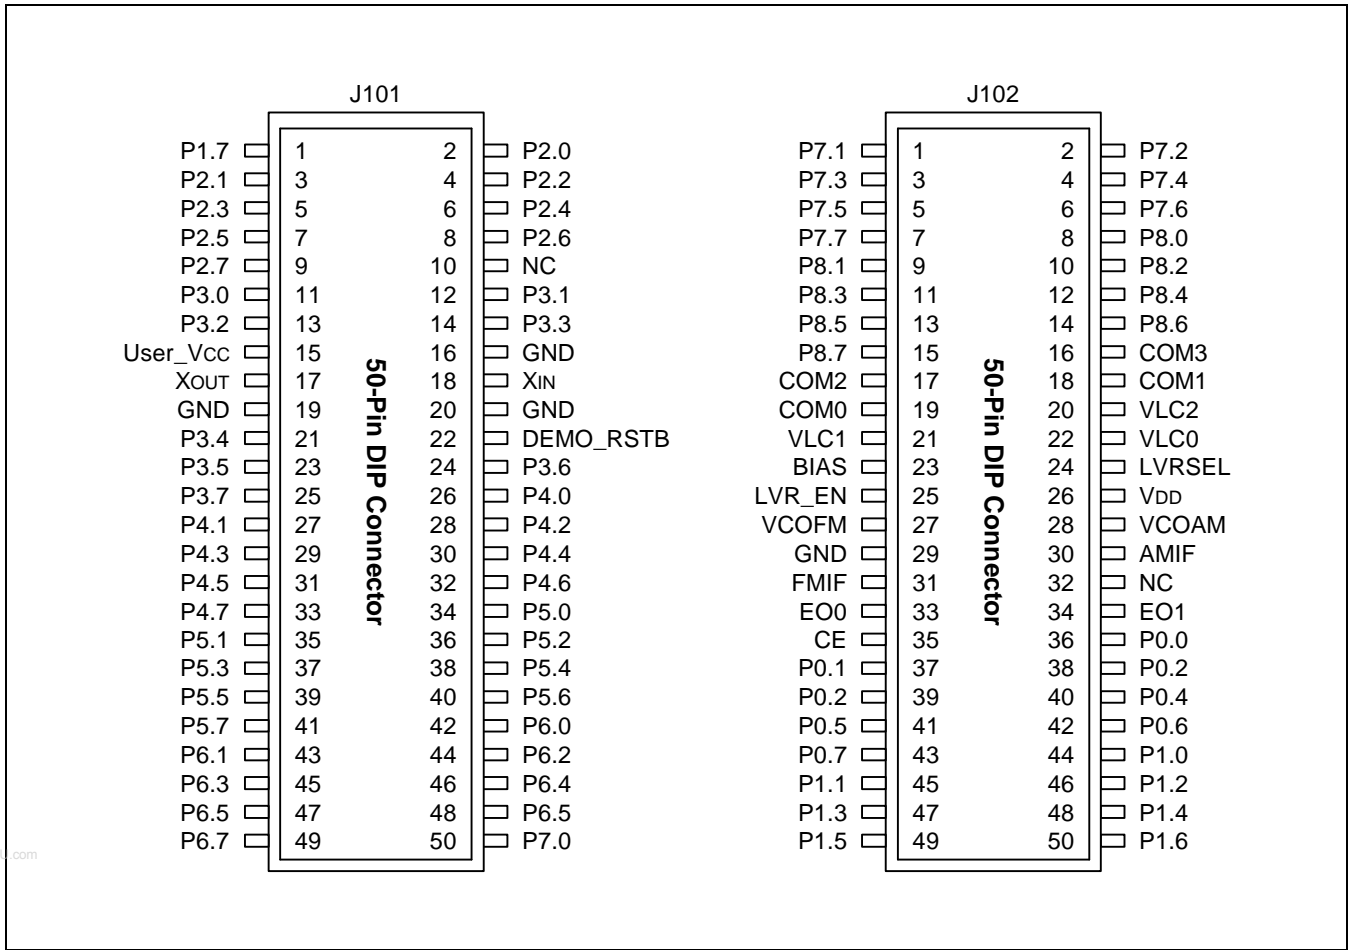 J101
P1.7 1 2 P2.0
P2.1 3 4 P2.2
P2.3 5 6 P2.4
P2.5 7 8 P2.6
P2.7 9 10 NC
P3.0 11 12 P3.1
P3.2 13 14 P3.3
User_VCC 15 16 GND
XOUT 17 18 XIN
GND 19 20 GND
P3.4 21 22 DEMO_RSTB
P3.5 23 24 P3.6
P3.7 25 26 P4.0
P4.1 27 28 P4.2
P4.3 29 30 P4.4
P4.5 31 32 P4.6
P4.7 33 34 P5.0
P5.1 35 36 P5.2
P5.3 37 38 P5.4
P5.5 39 40 P5.6
P5.7 41 42 P6.0
P6.1 43 44 P6.2
P6.3 45 46 P6.4
P6.5 47 48 P6.5
P6.7 49 50 P7.0
50-Pin DIP Connector
J102
P7.1 1 2 P7.2
P7.3 3 4 P7.4
P7.5 5 6 P7.6
P7.7 7 8 P8.0
P8.1 9 10 P8.2
P8.3 11 12 P8.4
P8.5 13 14 P8.6
P8.7 15 16 COM3
COM2 17 18 COM1
COM0 19 20 VLC2
VLC1 21 22 VLC0
BIAS 23 24 LVRSEL
LVR_EN 25 26 VDD
VCOFM 27 28 VCOAM
GND 29 30 AMIF
FMIF 31 32 NC
EO0 33 34 EO1
CE 35 36 P0.0
P0.1 37 38 P0.2
P0.2 39 40 P0.4
P0.5 41 42 P0.6
P0.7 43 44 P1.0
P1.1 45 46 P1.2
P1.3 47 48 P1.4
P1.5 49 50 P1.6
50-Pin DIP Connector